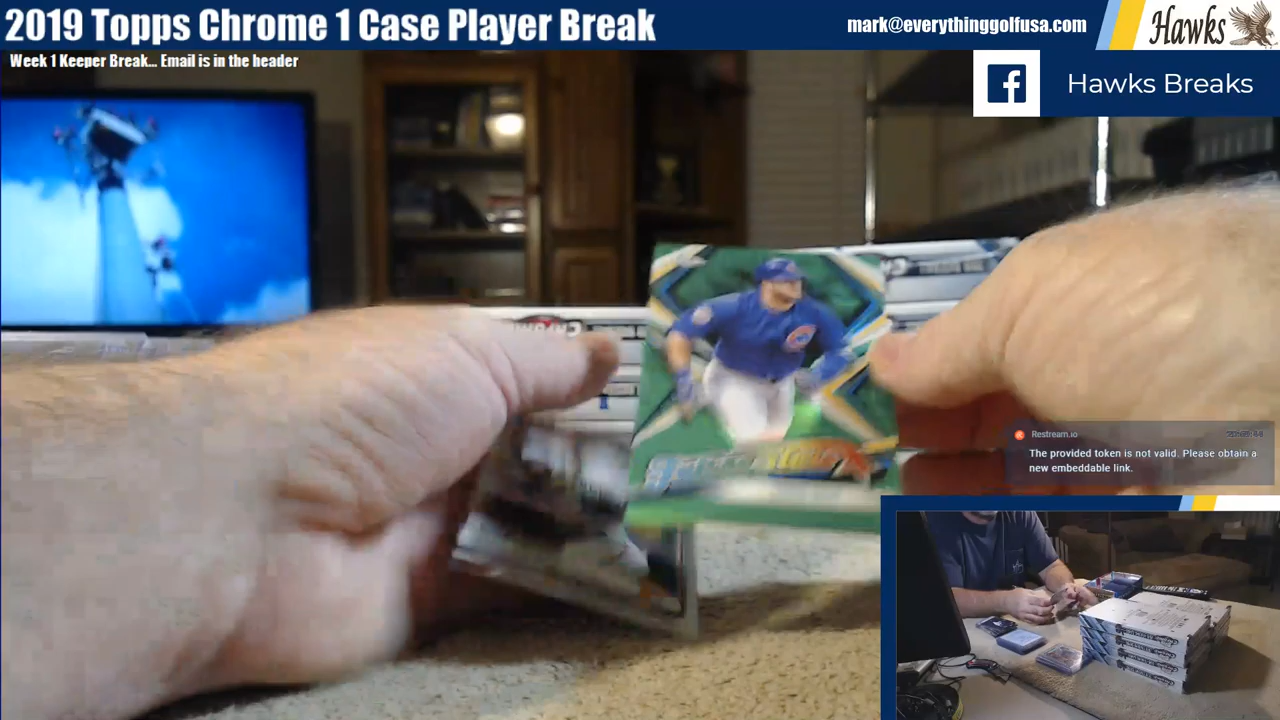 2019 Topps Chrome 1 Case Player Break
mark@everythinggolfusa.com
Hawks
Week 1 Keeper Break... Email is in the header
Hawks Breaks
Restream.io
The provided token is not valid. Please obtain a
new embeddable link.